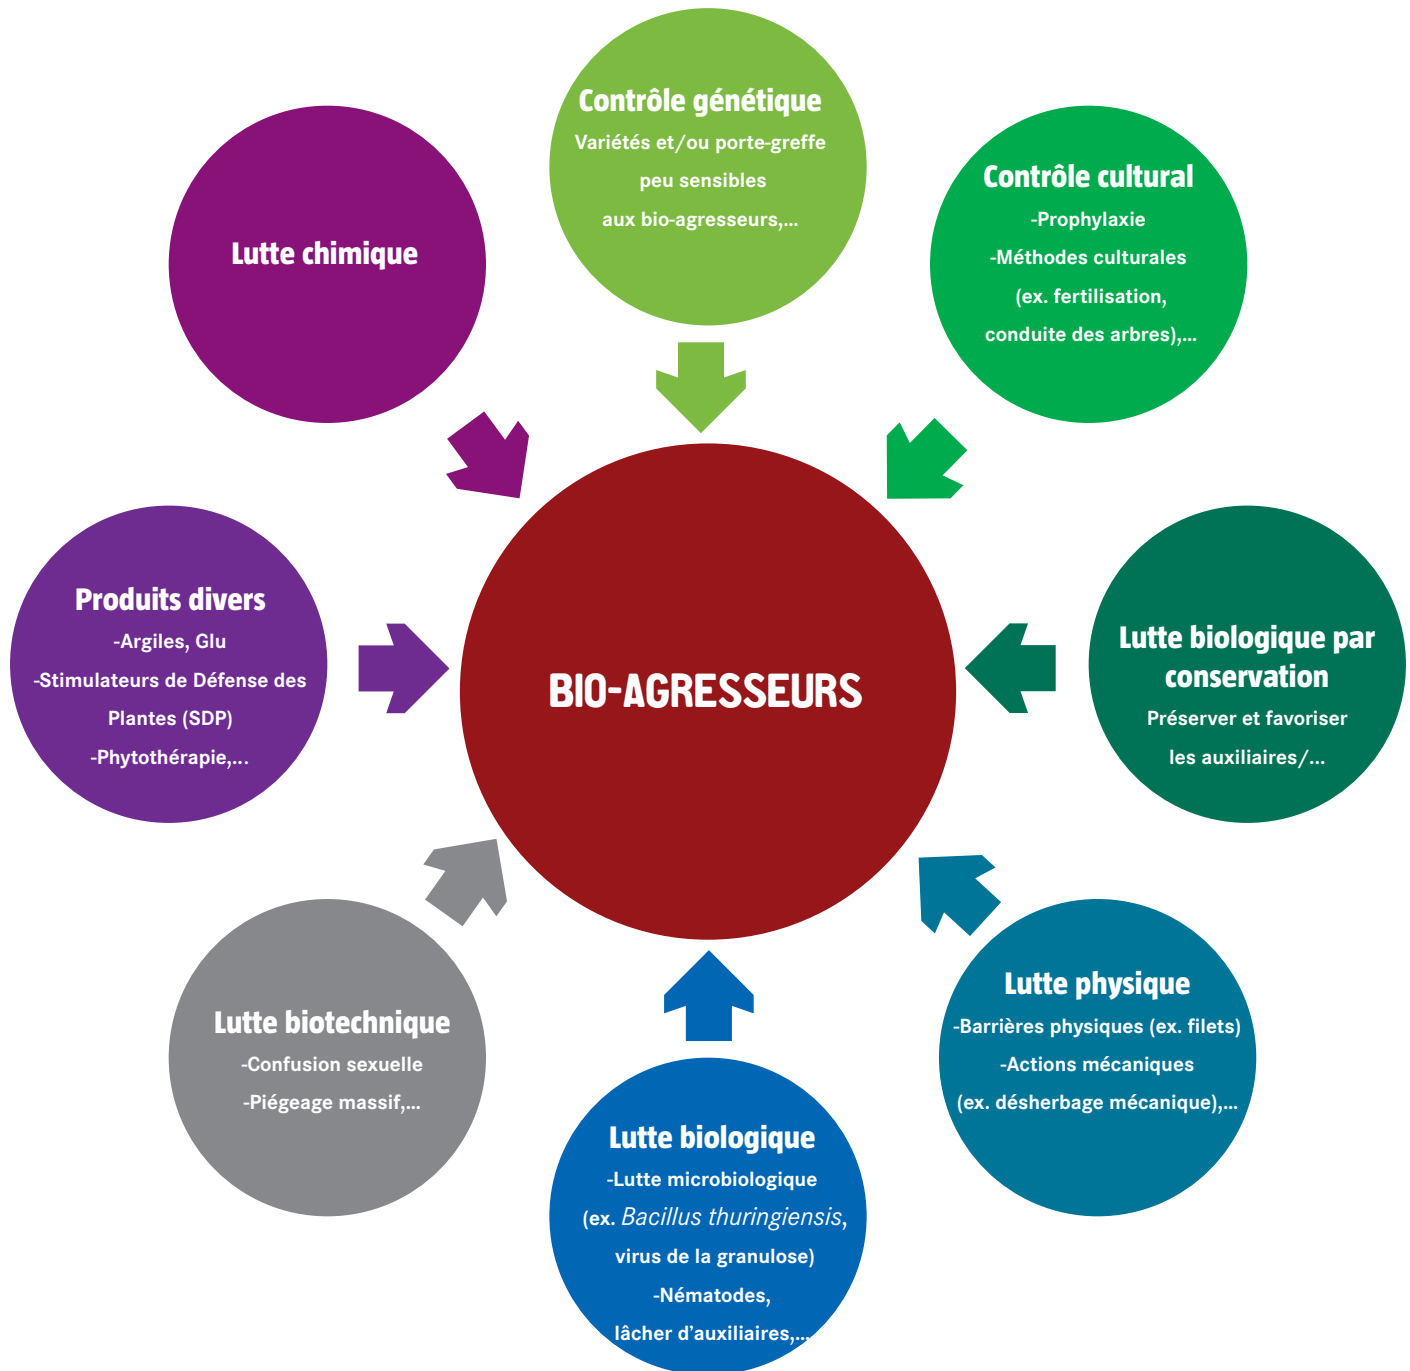 Contrôle génétique
Variétés et/ou porte-greffe
peu sensibles
aux bio-agresseurs,...
Contrôle cultural
-Prophylaxie
-Méthodes culturales
(ex. fertilisation,
conduite des arbres),...
Lutte biologique par
conservation
Préserver et favoriser
les auxiliaires/...
Lutte physique
-Barrières physiques (ex. filets)
-Actions mécaniques
(ex. désherbage mécanique),...
Lutte biologique
-Lutte microbiologique
(ex. Bacillus thuringiensis,
virus de la granulose)
-Nématodes,
lâcher d'auxiliaires,...
Lutte biotechnique
-Confusion sexuelle
-Piégeage massif,...
Produits divers
-Argiles, Glu
-Stimulateurs de Défense des
Plantes (SDP)
-Phytothérapie,...
Lutte chimique
BIO-AGRESSEURS